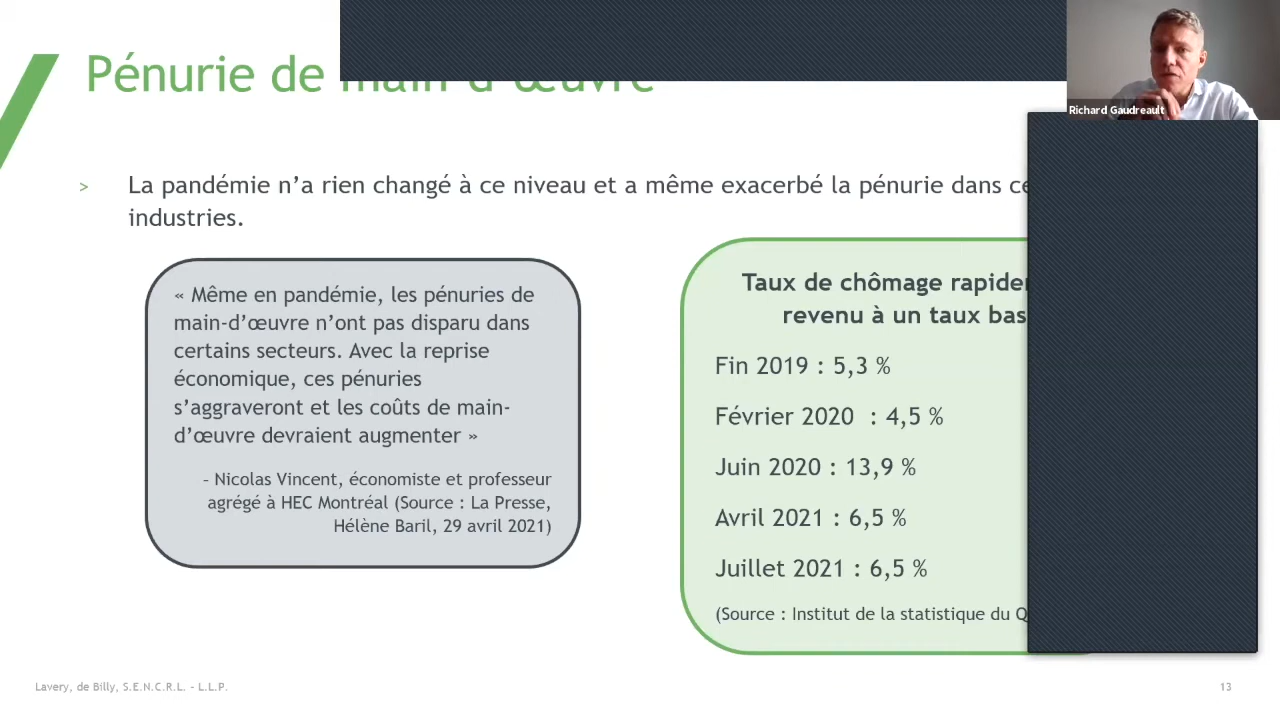 Pénurie de main-d'œuvre
Richard Gaudreault
> La pandémie n’a rien changé à ce niveau et a même exacerbé la pénurie dans
industries.
« Même en pandémie, les pénuries de
main-d’œuvre n’ont pas disparu dans
certains secteurs. Avec la reprise
économique, ces pénuries
s’aggraveront et les coûts de main-
d’œuvre devraient augmenter »
– Nicolas Vincent, économiste et professeur
agrégé à HEC Montréal (Source : La Presse,
Hélène Baril, 29 avril 2021)
Taux de chômage
revenu à un taux bas
Fin 2019 : 5,3 %
Février 2020 : 4,5 %
Juin 2020 : 13,9 %
Avril 2021 : 6,5 %
Juillet 2021 : 6,5 %
(Source : Institut de la statistique du
Lavery, de Billy, S.E.N.C.R.L. – L.L.P.
13